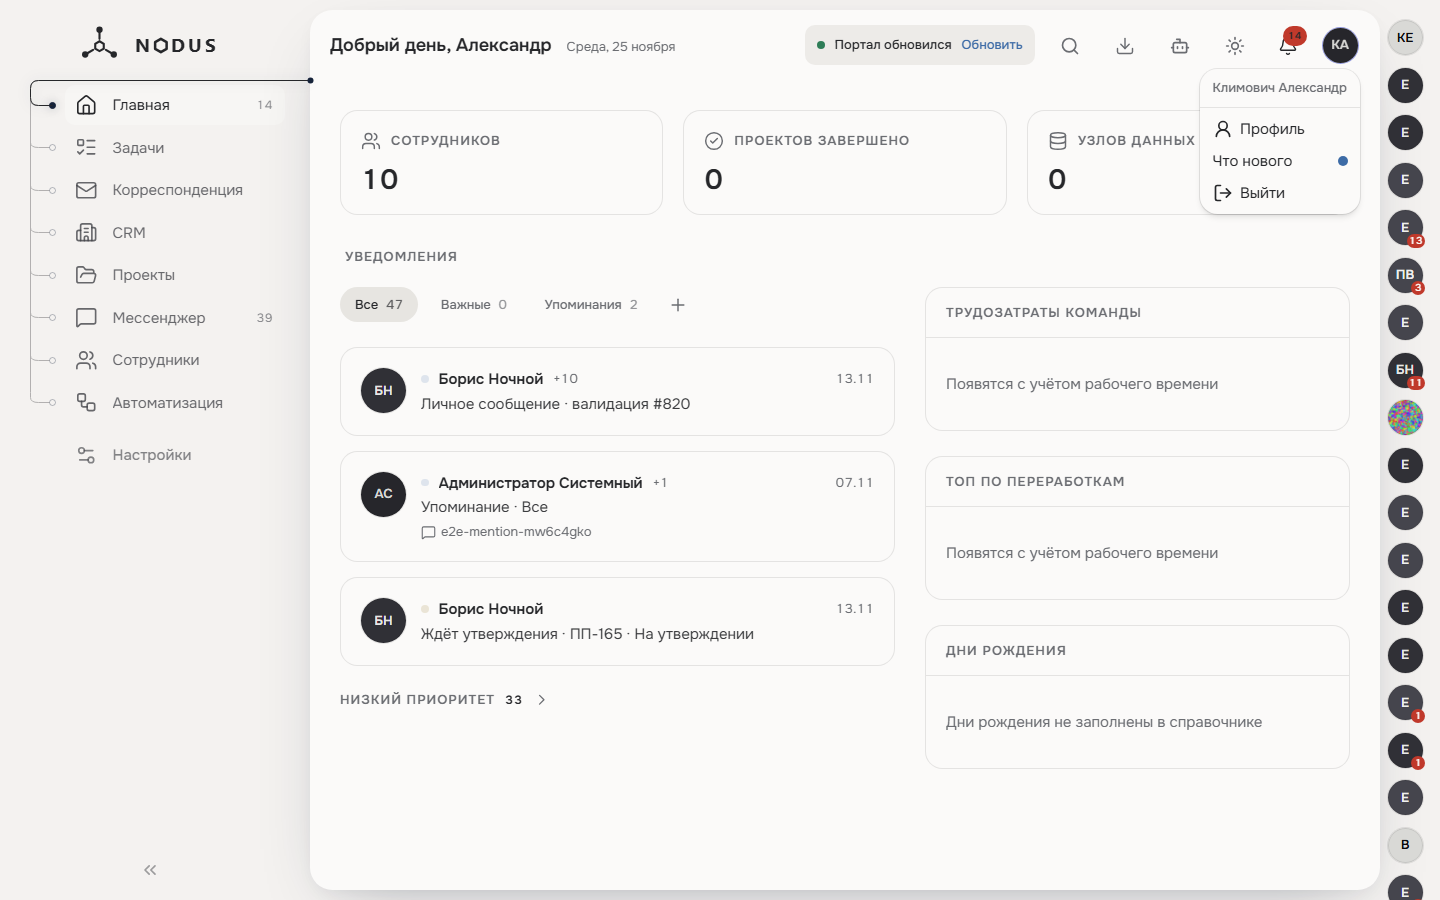 NODUS
Главная 14
Задачи
Корреспонденция
CRM
Проекты
Мессенджер 39
Сотрудники
Автоматизация
Настройки
Добрый день, Александр Среда, 25 ноября
Портал обновился Обновить
14
КА
Климович Александр
Профиль
Что нового
Выйти
СОТРУДНИКОВ
10
ПРОЕКТОВ ЗАВЕРШЕНО
0
УЗЛОВ ДАННЫХ
0
УВЕДОМЛЕНИЯ
Все 47 Важные 0 Упоминания 2
БН
Борис Ночной +10 13.11
Личное сообщение · валидация #820
АС
Администратор Системный +1 07.11
Упоминание · Все
e2e-mention-mw6c4gko
БН
Борис Ночной 13.11
Ждёт утверждения · ПП-165 · На утверждении
НИЗКИЙ ПРИОРИТЕТ 33
ТРУДОЗАТРАТЫ КОМАНДЫ
Появятся с учётом рабочего времени
ТОП ПО ПЕРЕРАБОТКАМ
Появятся с учётом рабочего времени
ДНИ РОЖДЕНИЯ
Дни рождения не заполнены в справочнике
КЕ
Е
Е
Е
Е
13
ПВ
3
Е
БН
11
Е
Е
Е
Е
Е
Е
1
Е
1
Е
В
Е